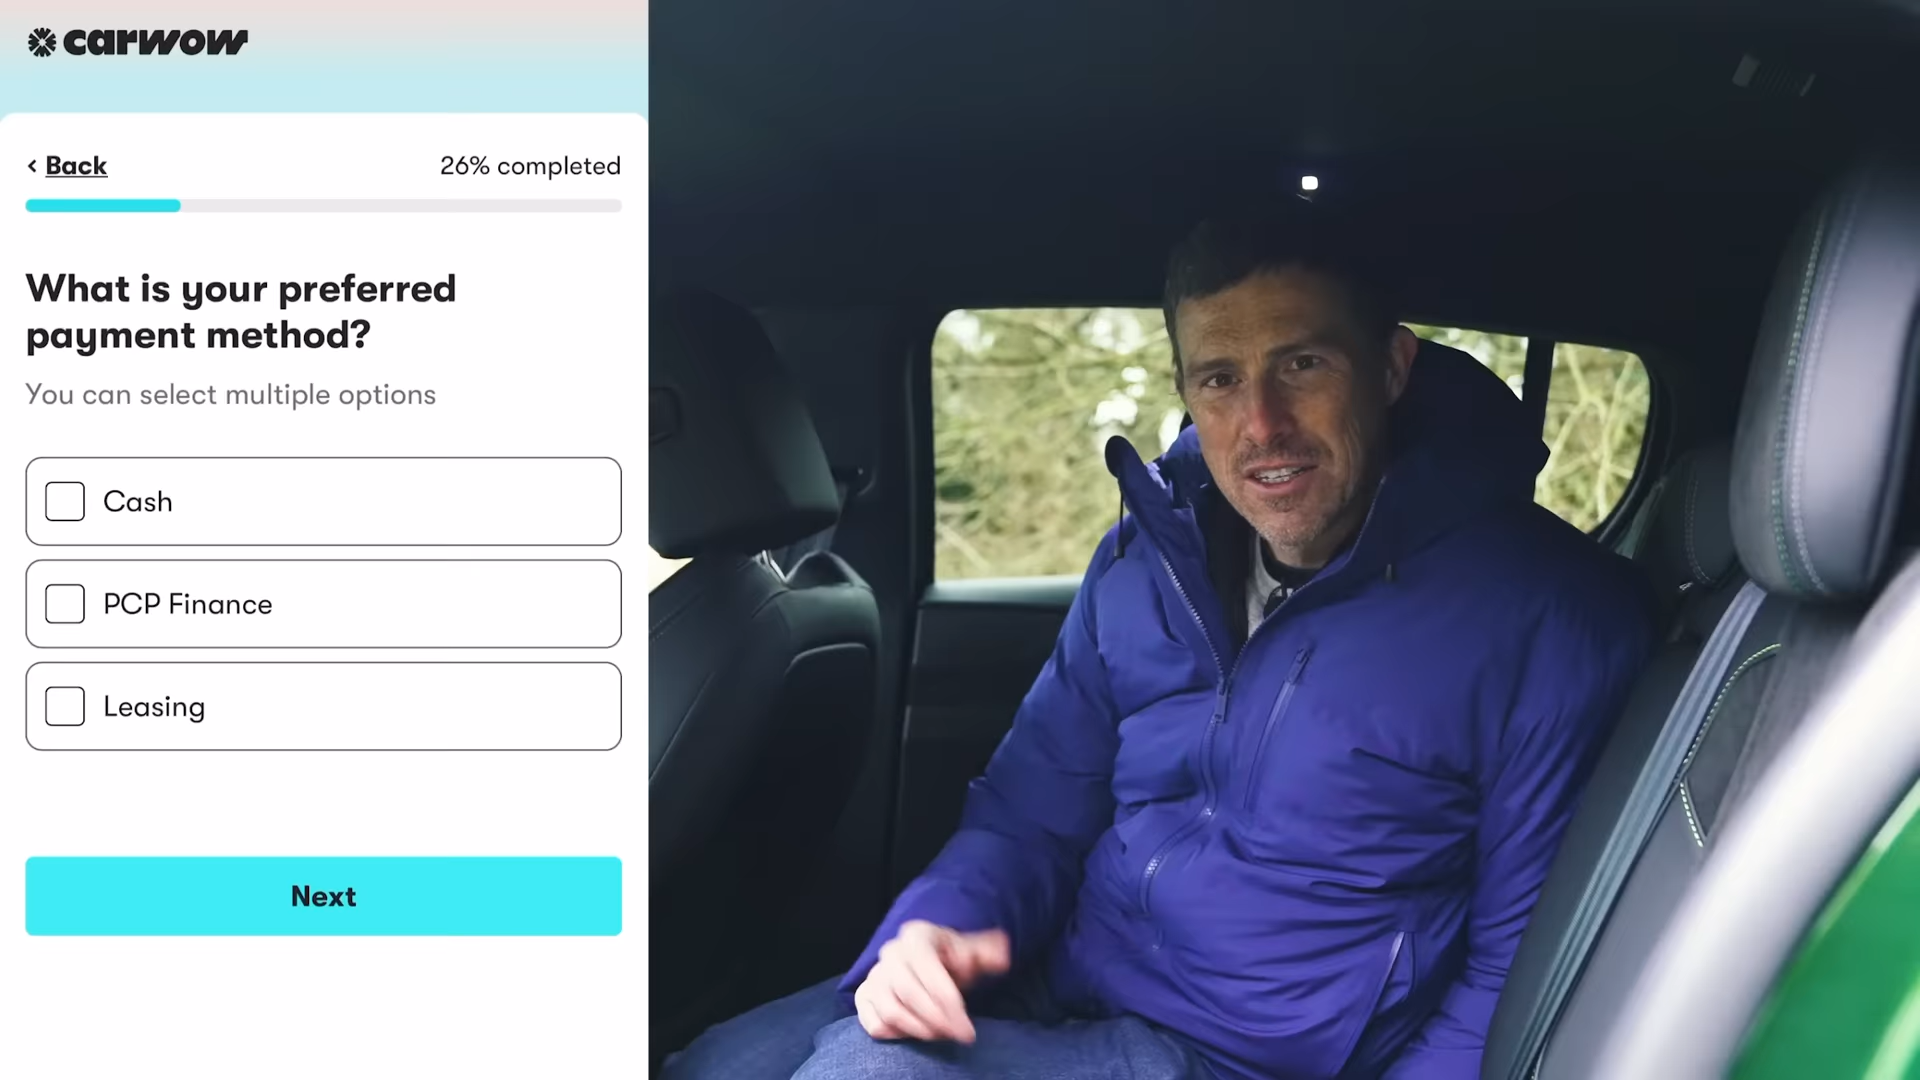 carwow
Back
26% completed
What is your preferred
payment method?
You can select multiple options
Cash
PCP Finance
Leasing
Next